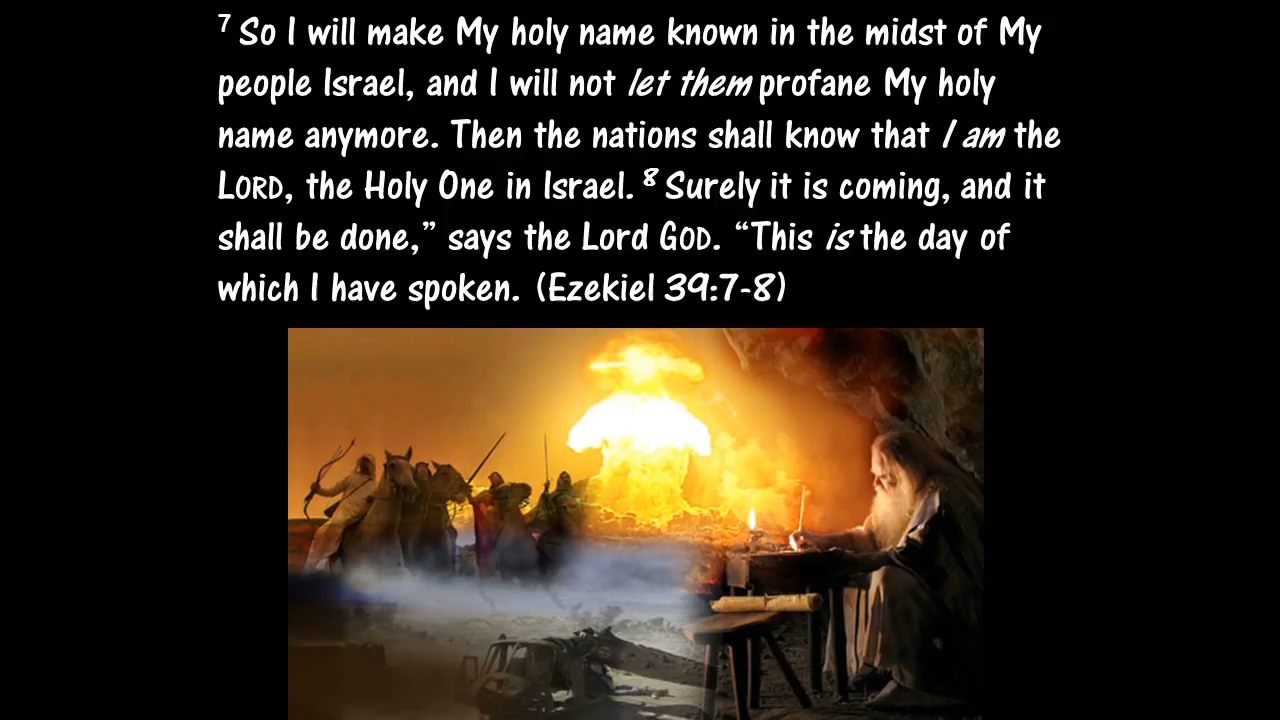 7 So I will make My holy name known in the midst of My
people Israel, and I will not let them profane My holy
name anymore. Then the nations shall know that I am the
LORD, the Holy One in Israel. 8 Surely it is coming, and it
shall be done,” says the Lord GOD. “This is the day of
which I have spoken. (Ezekiel 39:7-8)